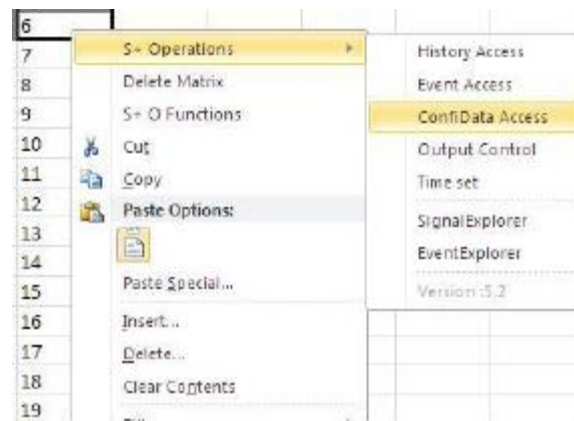 6
7
8
9
10
11
12
13
14
15
16
17
18
19
S+ Operations
Delete Matrix
S+ O Functions
Cut
Copy
Paste Options:
Paste Special...
Insert...
Delete...
Clear Contents
History Access
Event Access
ConfiData Access
Output Control
Time set
SignalExplorer
EventExplorer
Version :5.2